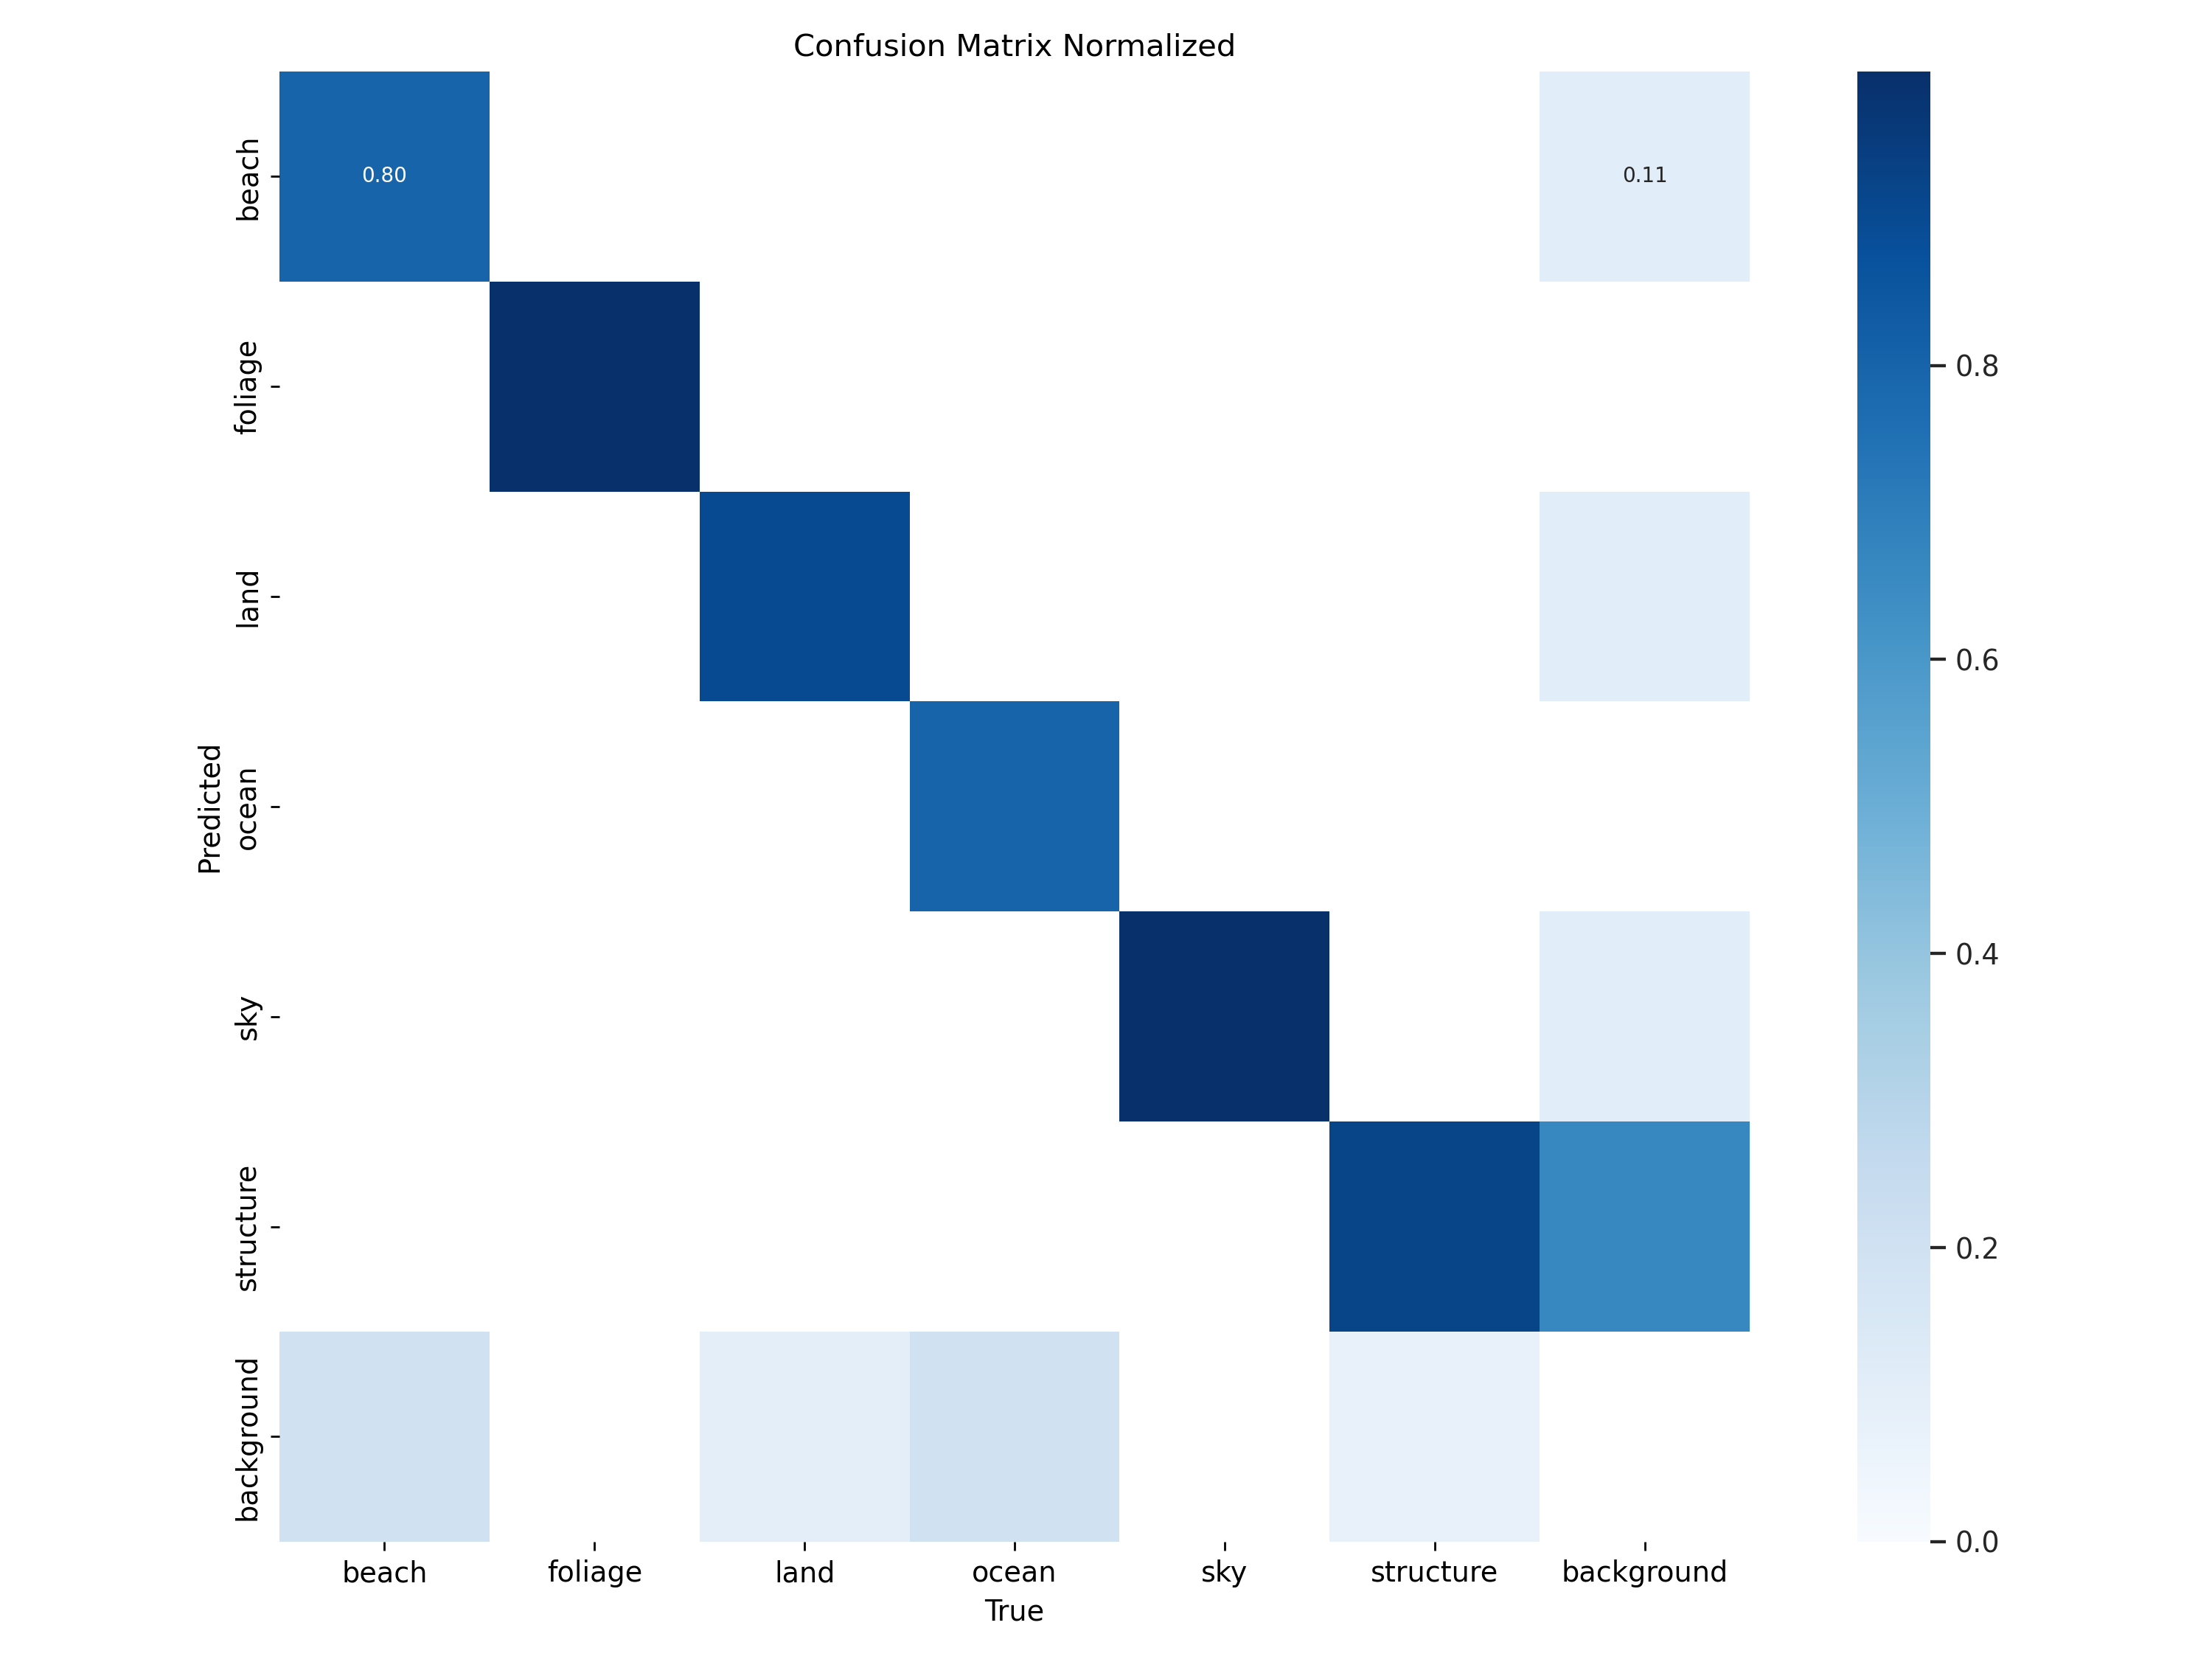 Confusion Matrix Normalized
beach
0.80
0.11
foliage
land
ocean
sky
structure
background
Predicted
beach foliage land ocean sky structure background
True
0.8
0.6
0.4
0.2
0.0